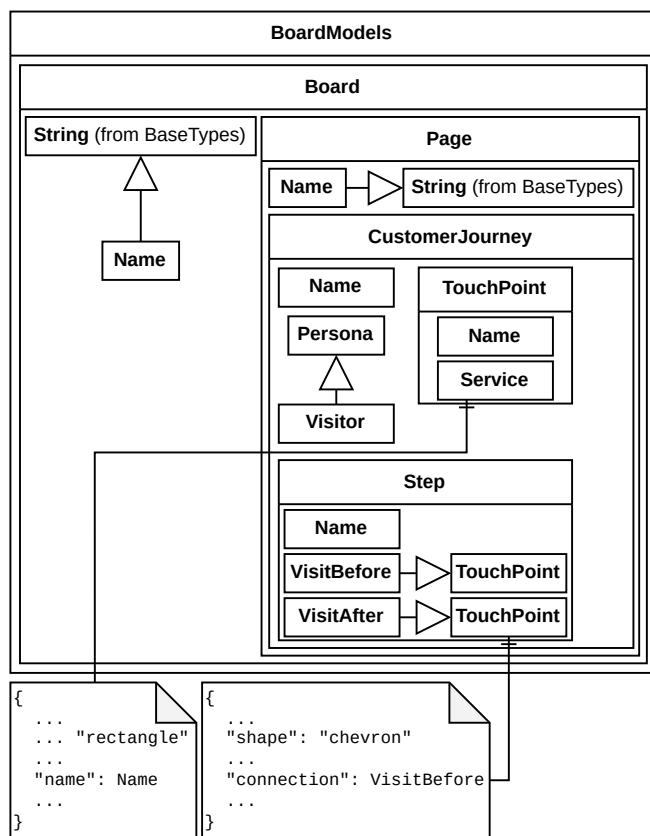 BoardModels
Board
String (from BaseTypes)
Name
Page
Name
String (from BaseTypes)
CustomerJourney
Name
Persona
Visitor
TouchPoint
Name
Service
Step
Name
VisitBefore
TouchPoint
VisitAfter
TouchPoint
{
...
... "rectangle"
...
"name": Name
...
}
{
...
"shape": "chevron"
...
"connection": VisitBefore
...
}